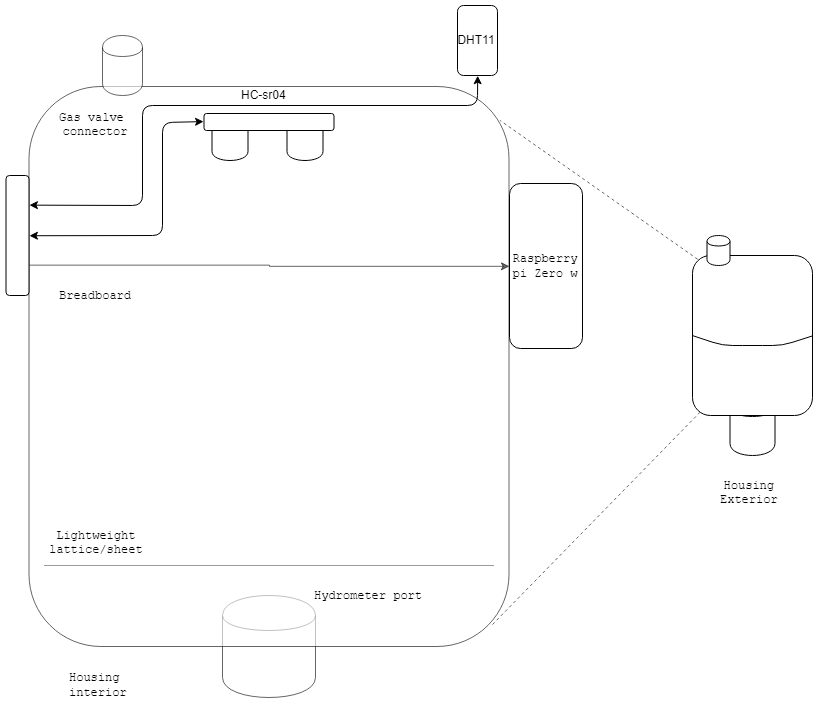 DHT11
HC-sr04
Gas valve
connector
Raspberry
pi Zero w
Breadboard
Housing
Exterior
Lightweight
lattice/sheet
Hydrometer port
Housing
interior